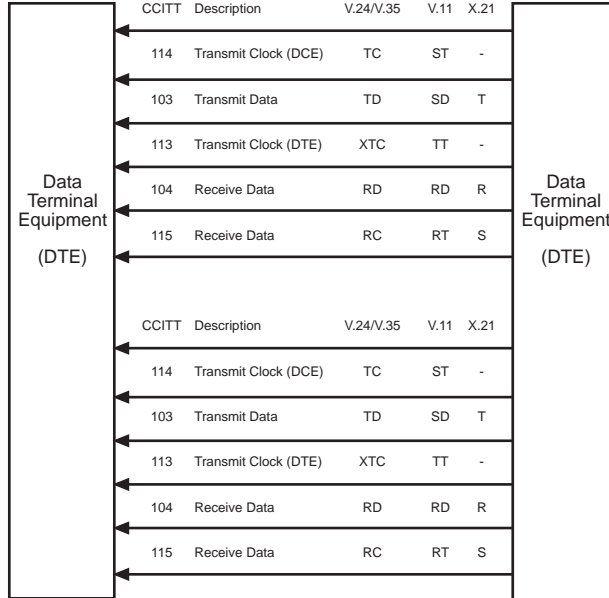 CCITT Description V.24/V.35 V.11 X.21
114 Transmit Clock (DCE) TC ST -
103 Transmit Data TD SD T
113 Transmit Clock (DTE) XTC TT -
104 Receive Data RD RD R
115 Receive Data RC RT S
Data
Terminal
Equipment
(DTE)
Data
Terminal
Equipment
(DTE)
CCITT Description V.24/V.35 V.11 X.21
114 Transmit Clock (DCE) TC ST -
103 Transmit Data TD SD T
113 Transmit Clock (DTE) XTC TT -
104 Receive Data RD RD R
115 Receive Data RC RT S